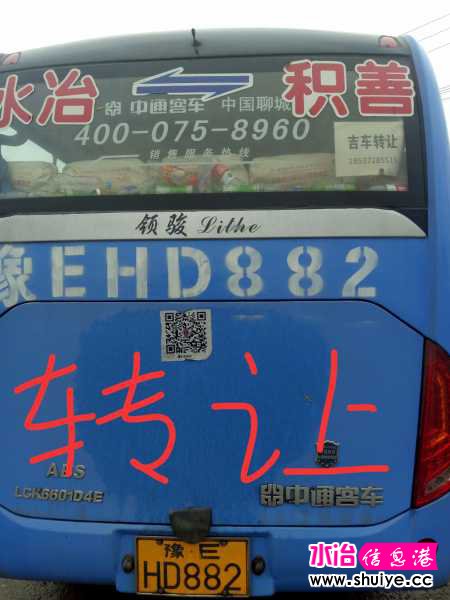 水冶 积善
中通客车 中国聊城
400-075-8960
销售服务热线
吉车转让
18537285515
领骏 Lithe
豫EHD882
转让
ABS
LCK6601D4E
中通客车
豫E
HD882
水冶信息港
www.shuiye.cc